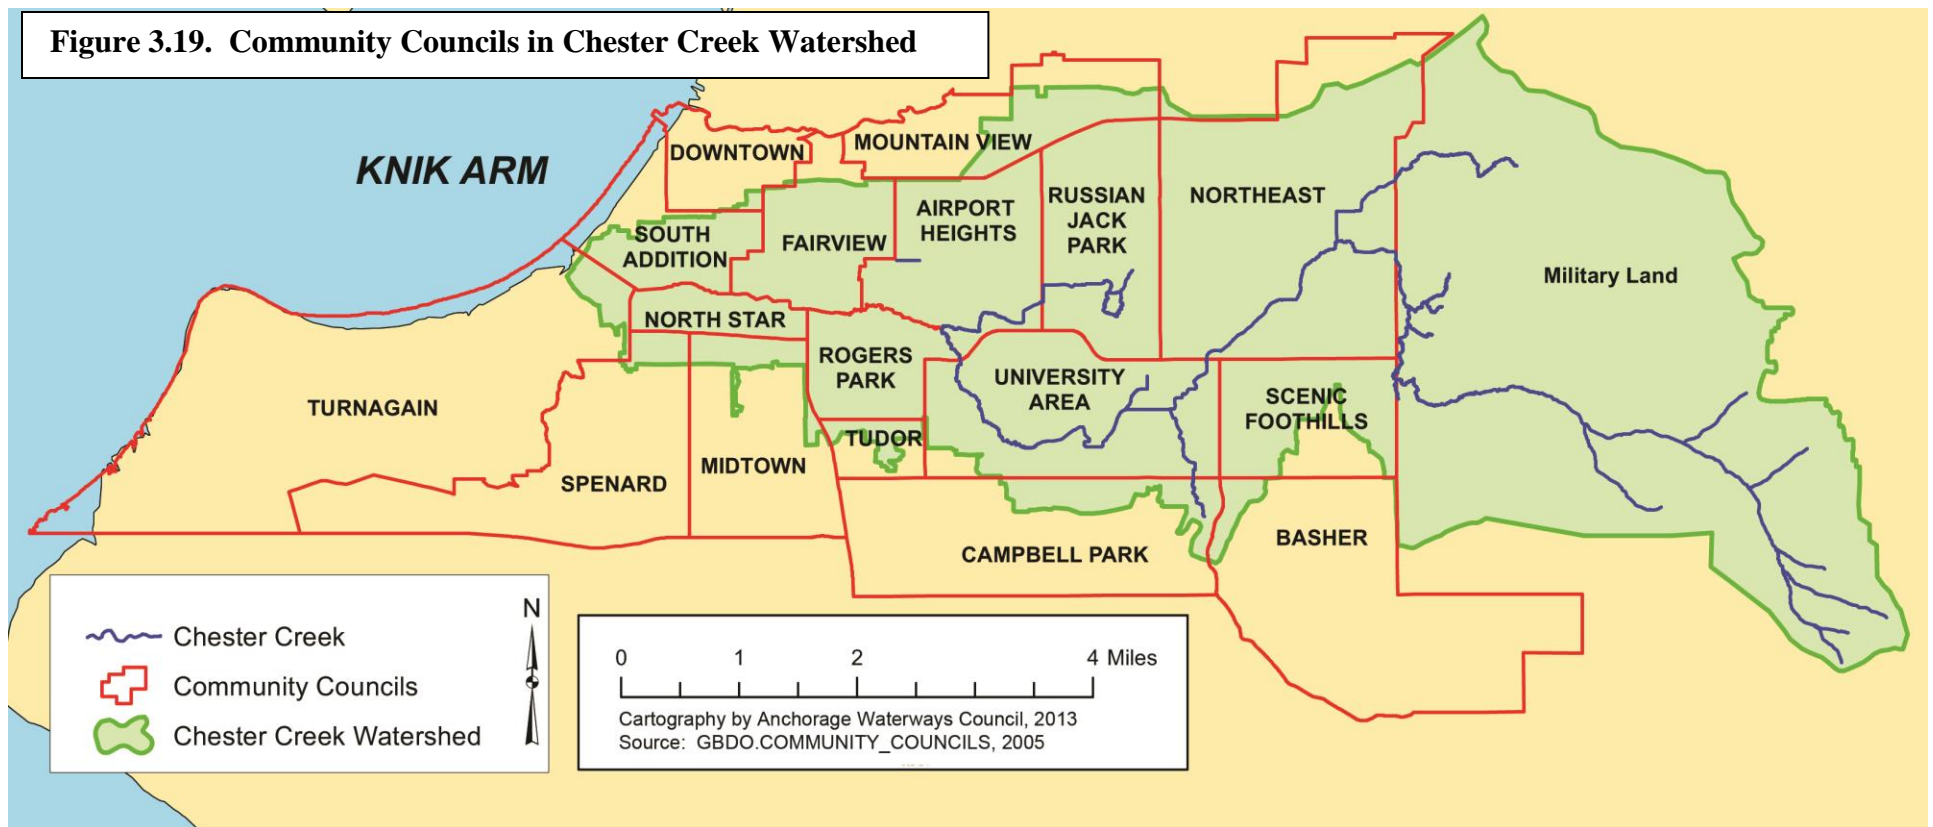 Figure 3.19. Community Councils in Chester Creek Watershed
KNIK ARM
DOWNTOWN
MOUNTAIN VIEW
SOUTH
ADDITION
FAIRVIEW
AIRPORT
HEIGHTS
RUSSIAN
JACK
PARK
NORTHEAST
Military Land
NORTH STAR
ROGERS
PARK
UNIVERSITY
AREA
SCENIC
FOOTHILLS
TURNAGAIN
SPENARD
MIDTOWN
TUDOR
CAMPBELL PARK
BASHER
Chester Creek
Community Councils
Chester Creek Watershed
N
0 1 2 4 Miles
Cartography by Anchorage Waterways Council, 2013
Source: GBDO.COMMUNITY_COUNCILS, 2005